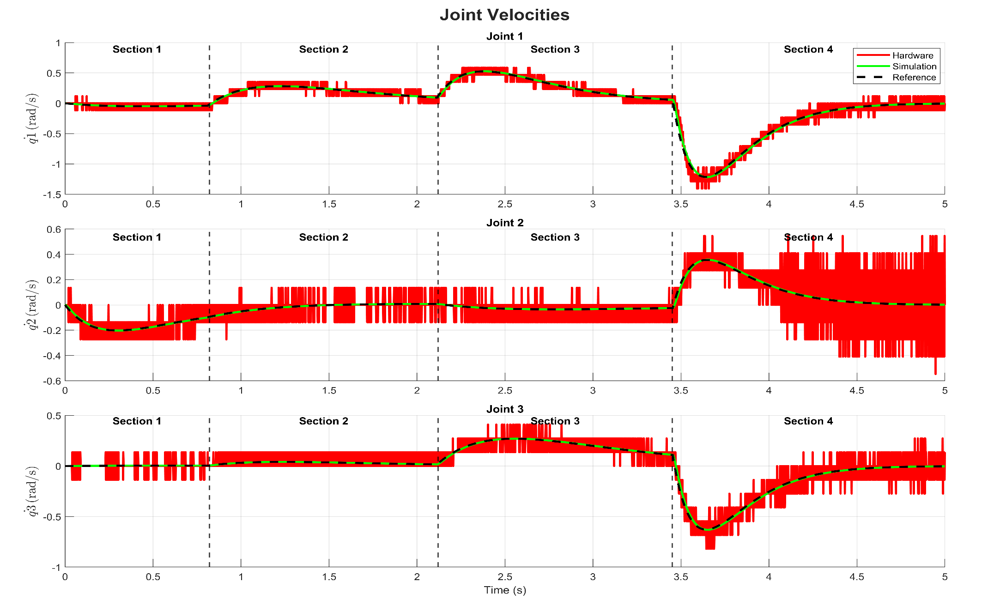 Joint Velocities
Joint 1
Section 1 Section 2 Section 3 Section 4
Hardware
Simulation
Reference
1
0.5
0
-0.5
-1
-1.5
q̇1 (rad/s)
0 0.5 1 1.5 2 2.5 3 3.5 4 4.5 5
Joint 2
Section 1 Section 2 Section 3 Section 4
0.6
0.4
0.2
0
-0.2
-0.4
-0.6
q̇2 (rad/s)
0 0.5 1 1.5 2 2.5 3 3.5 4 4.5 5
Joint 3
Section 1 Section 2 Section 3 Section 4
0.5
0
-0.5
-1
q̇3 (rad/s)
0 0.5 1 1.5 2 2.5 3 3.5 4 4.5 5
Time (s)